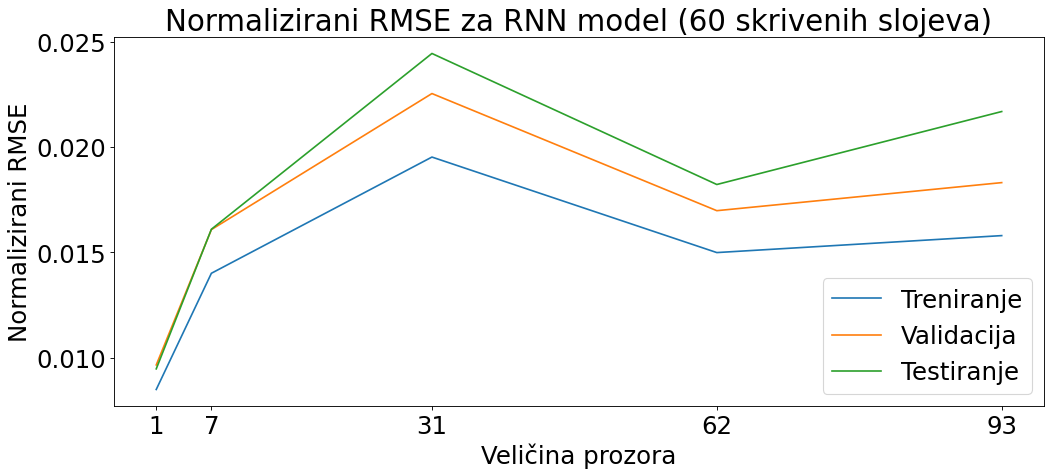 Normalizirani RMSE za RNN model (60 skrivenih slojeva)
Normalizirani RMSE
0.025
0.020
0.015
0.010
Treniranje
Validacija
Testiranje
1 7 31 62 93
Veličina prozora